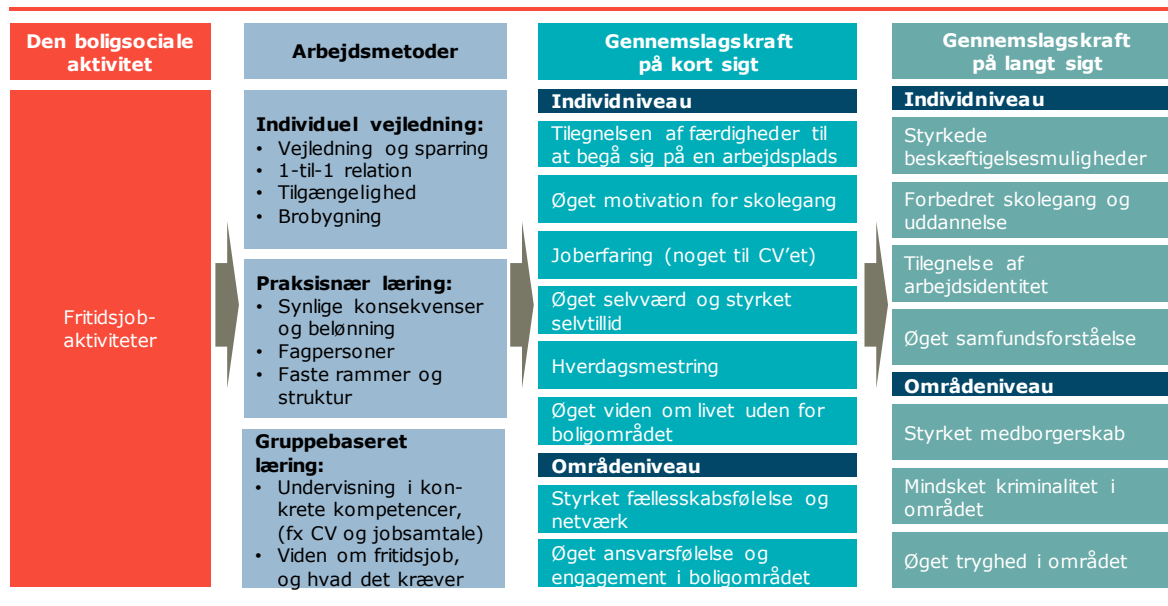 Den boligsociale
aktivitet
Fritidsjob-
aktiviteter
Arbejdsmetoder
Individuel vejledning:
• Vejledning og sparring
• 1-til-1 relation
• Tilgængelighed
• Brobygning
Praksisnær læring:
• Synlige konsekvenser
og belønning
• Fagpersoner
• Faste rammer og
struktur
Gruppebaseret
læring:
• Undervisning i kon-
krete kompetencer,
(fx CV og jobsamtale)
• Viden om fritidsjob,
og hvad det kræver
Gennemslagskraft
på kort sigt
Individniveau
Tilegnelsen af færdigheder til
at begå sig på en arbejdsplads
Øget motivation for skolegang
Joberfaring (noget til CV’et)
Øget selvværd og styrket
selvtillid
Hverdagsmestring
Øget viden om livet uden for
boligområdet
Områdeniveau
Styrket fællesskabsfølelse og
netværk
Øget ansvarsfølelse og
engagement i boligområdet
Gennemslagskraft
på langt sigt
Individniveau
Styrkede
beskæftigelsesmuligheder
Forbedret skolegang og
uddannelse
Tilegnelse af
arbejdsidentitet
Øget samfundsforståelse
Områdeniveau
Styrket medborgerskab
Mindsket kriminalitet i
området
Øget tryghed i området